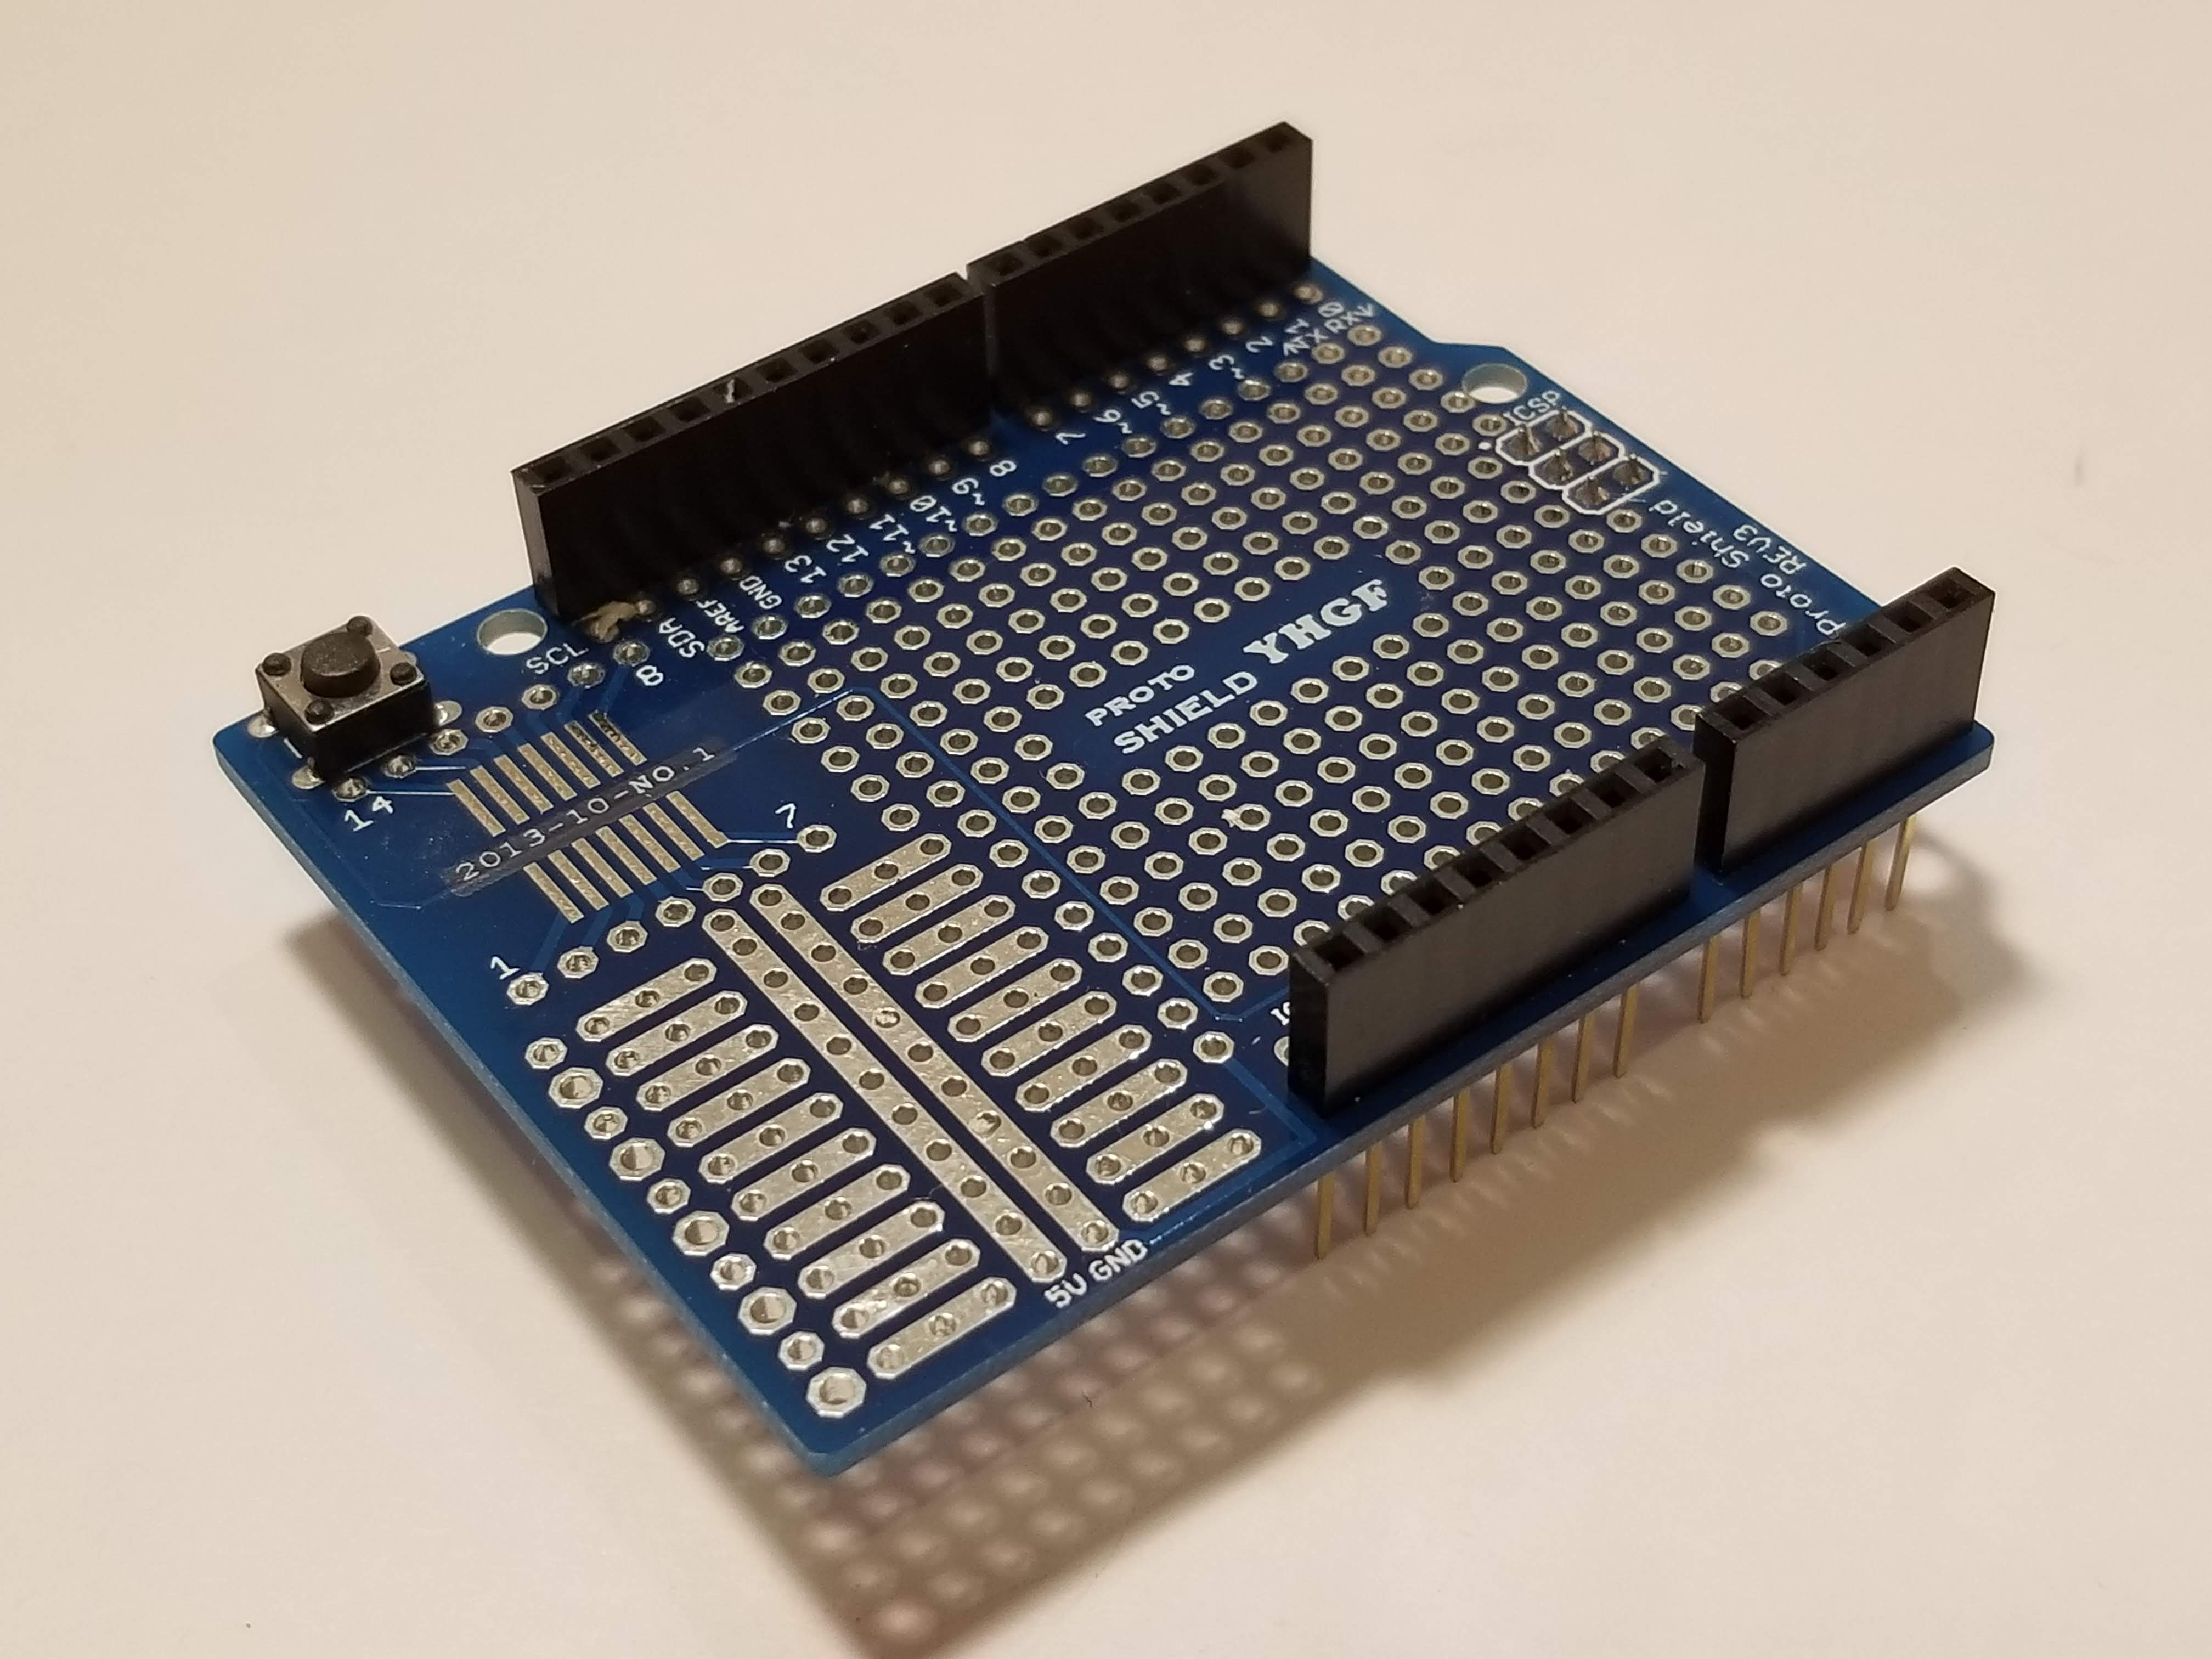 RX← 0
TX→ 1
2
~3
4
~5
~6
7
8
~9
~10
~11
12
13
GND
AREF
SDA
SCL
ICSP
Proto Shield
REV3
PROTO
SHIELD YHGF
8
14
2013-10-No.1
7
1
5V GND